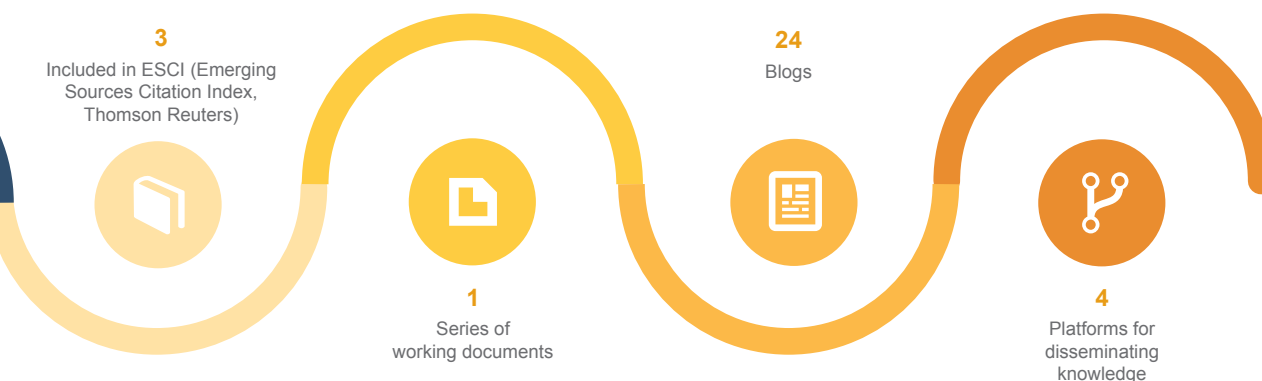 3
Included in ESCI (Emerging
Sources Citation Index,
Thomson Reuters)
1
Series of
working documents
24
Blogs
4
Platforms for
disseminating
knowledge